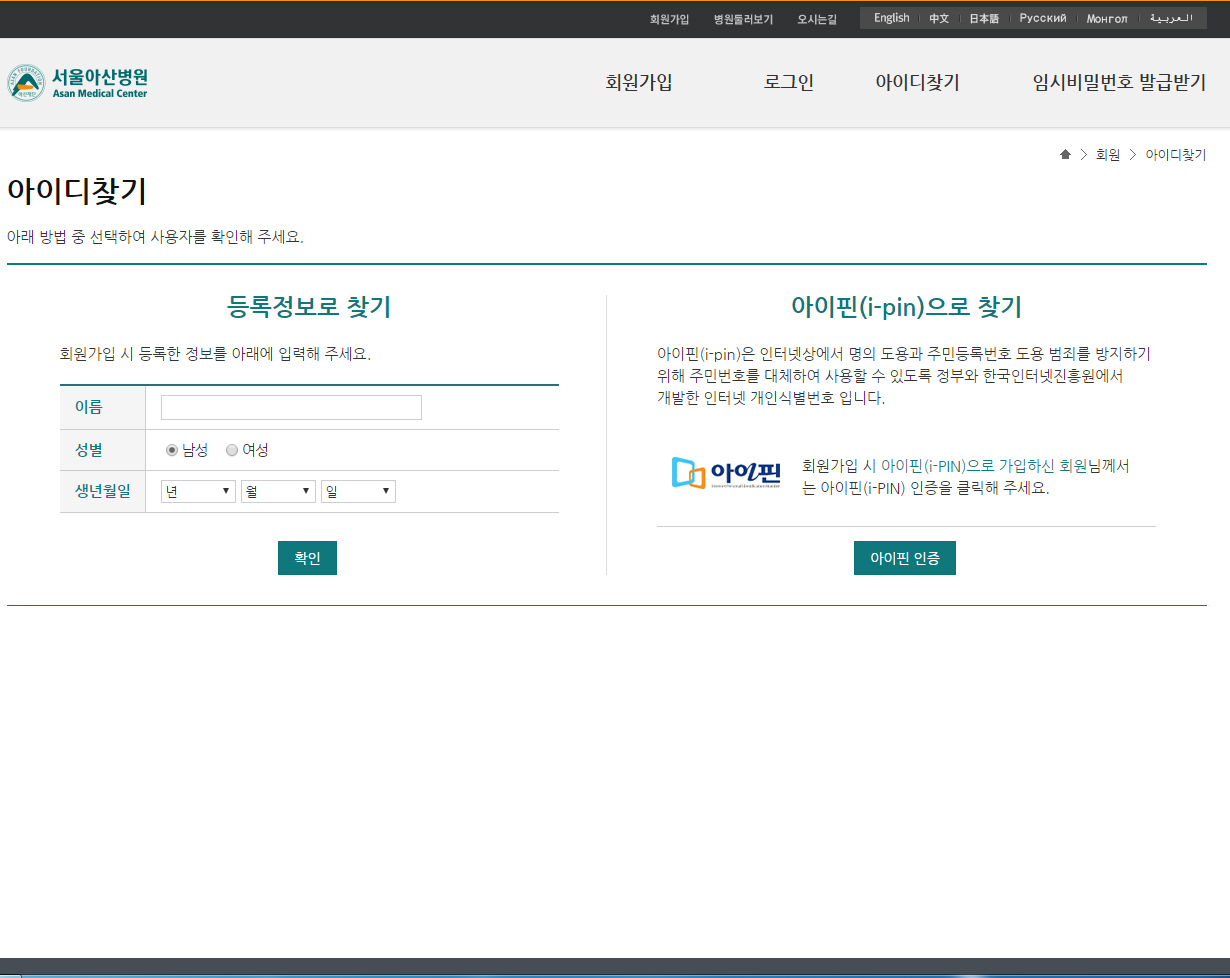 회원가입 병원둘러보기 오시는길 English 中文 日本語 Русский Монгол العربية
서울아산병원
Asan Medical Center
회원가입 로그인 아이디찾기 임시비밀번호 발급받기
회원 아이디찾기
아이디찾기
아래 방법 중 선택하여 사용자를 확인해 주세요.
등록정보로 찾기
회원가입 시 등록한 정보를 아래에 입력해 주세요.
이름
성별 남성 여성
생년월일 년 월 일
확인
아이핀(i-pin)으로 찾기
아이핀(i-pin)은 인터넷상에서 명의 도용과 주민등록번호 도용 범죄를 방지하기
위해 주민번호를 대체하여 사용할 수 있도록 정부와 한국인터넷진흥원에서
개발한 인터넷 개인식별번호 입니다.
아이핀
회원가입 시 아이핀(i-PIN)으로 가입하신 회원님께서
는 아이핀(i-PIN) 인증을 클릭해 주세요.
아이핀 인증